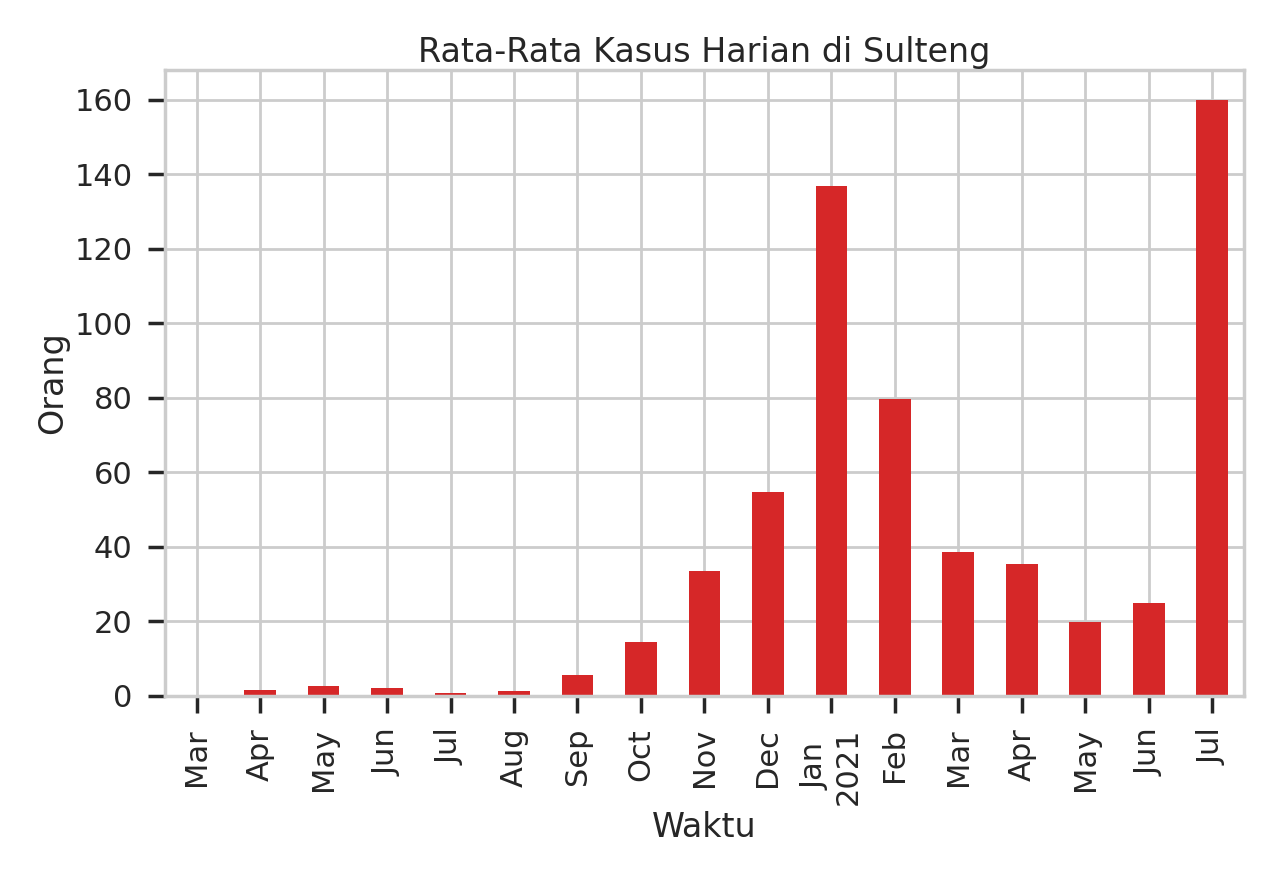 Rata-Rata Kasus Harian di Sulteng
Orang
160
140
120
100
80
60
40
20
0
Mar
Apr
May
Jun
Jul
Aug
Sep
Oct
Nov
Dec
Jan
2021
Feb
Mar
Apr
May
Jun
Jul
Waktu